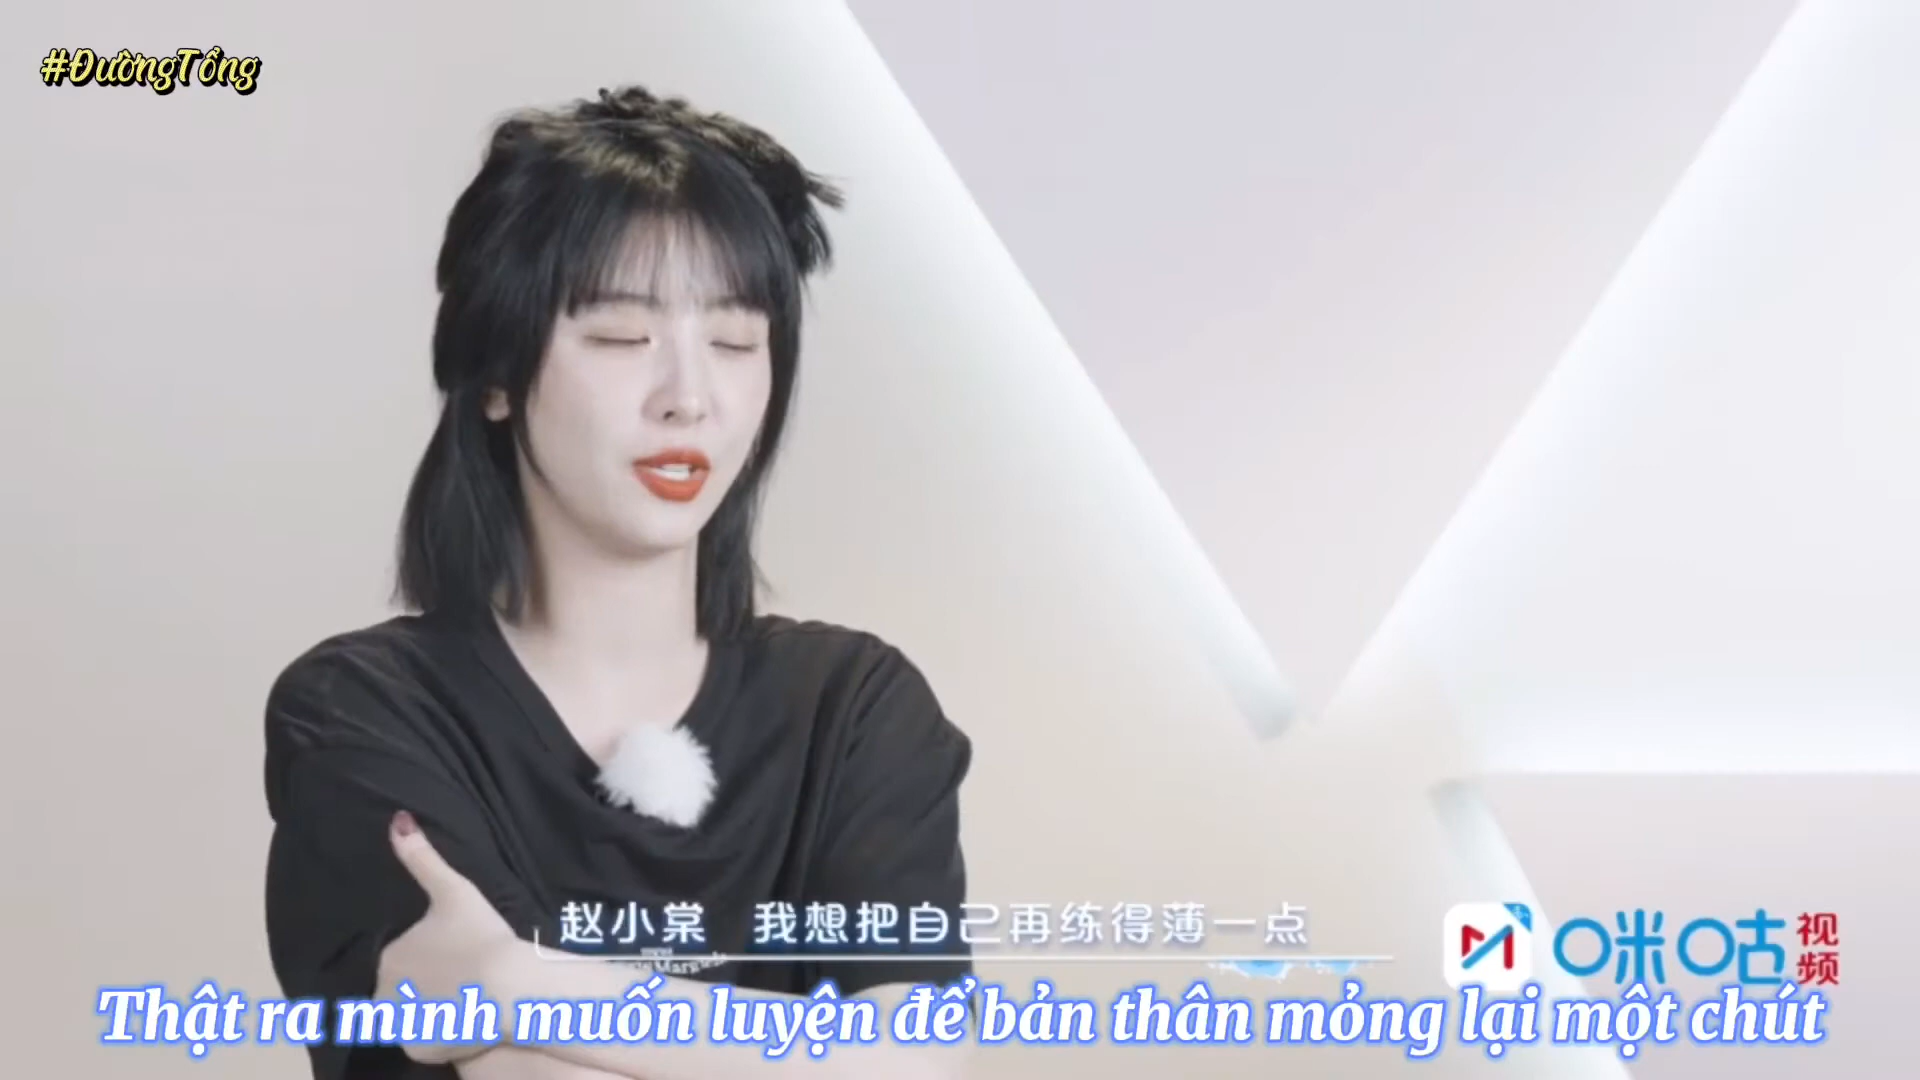 #ĐườngTổng
赵小棠 我想把自己再练得薄一点
咪咕
视频
Thật ra mình muốn luyện để bản thân mỏng lại một chút